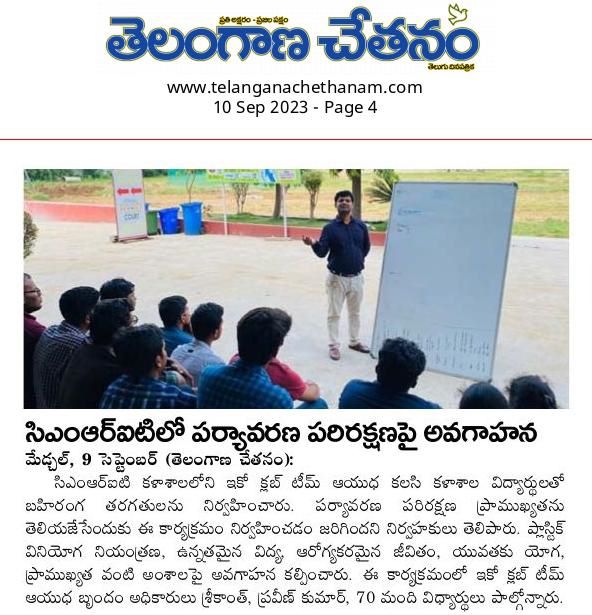 ప్రతి అక్షరం - ప్రజల పక్షం
తెలంగాణ చేతనం
తెలుగు దినపత్రిక
www.telanganachethanam.com
10 Sep 2023 - Page 4
COURT
సిఎంఆర్ఐటిలో పర్యావరణ పరిరక్షణపై అవగాహన
మేడ్చల్, 9 సెప్టెంబర్ (తెలంగాణ చేతనం):
సిఎంఆర్ఐటి కళాశాలలోని ఇకో క్లబ్ టీమ్ ఆయుధ కలసి కళాశాల విద్యార్థులతో
బహిరంగ తరగతులను నిర్వహించారు. పర్యావరణ పరిరక్షణ ప్రాముఖ్యతను
తెలియజేసేందుకు ఈ కార్యక్రమం నిర్వహించడం జరిగిందని నిర్వహకులు తెలిపారు. ప్లాస్టిక్
వినియోగ నియంత్రణ, ఉన్నతమైన విద్య, ఆరోగ్యకరమైన జీవితం, యువతకు యోగ,
ప్రాముఖ్యత వంటి అంశాలపై అవగాహన కల్పించారు. ఈ కార్యక్రమంలో ఇకో క్లబ్ టీమ్
ఆయుధ బృందం అధికారులు శ్రీకాంత్, ప్రవీణ్ కుమార్, 70 మంది విద్యార్థులు పాల్గోన్నారు.